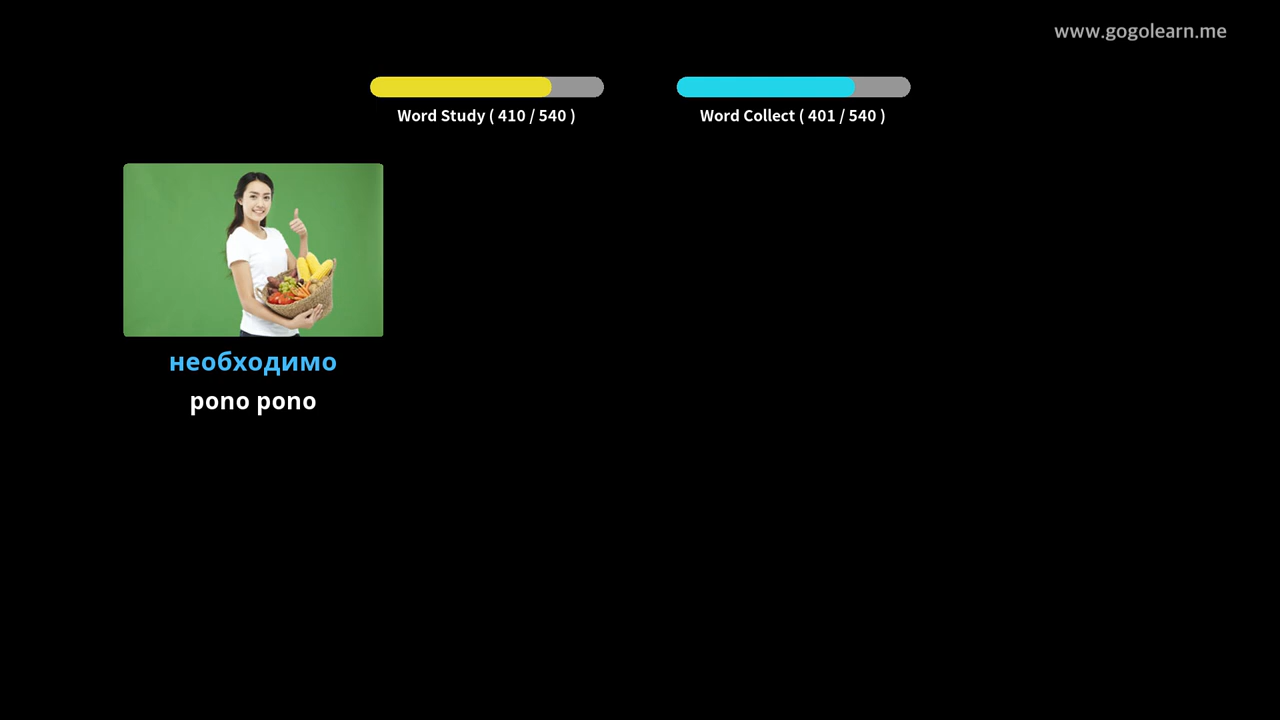 www.gogolearn.me
Word Study ( 410 / 540 )
Word Collect ( 401 / 540 )
необходимо
pono pono